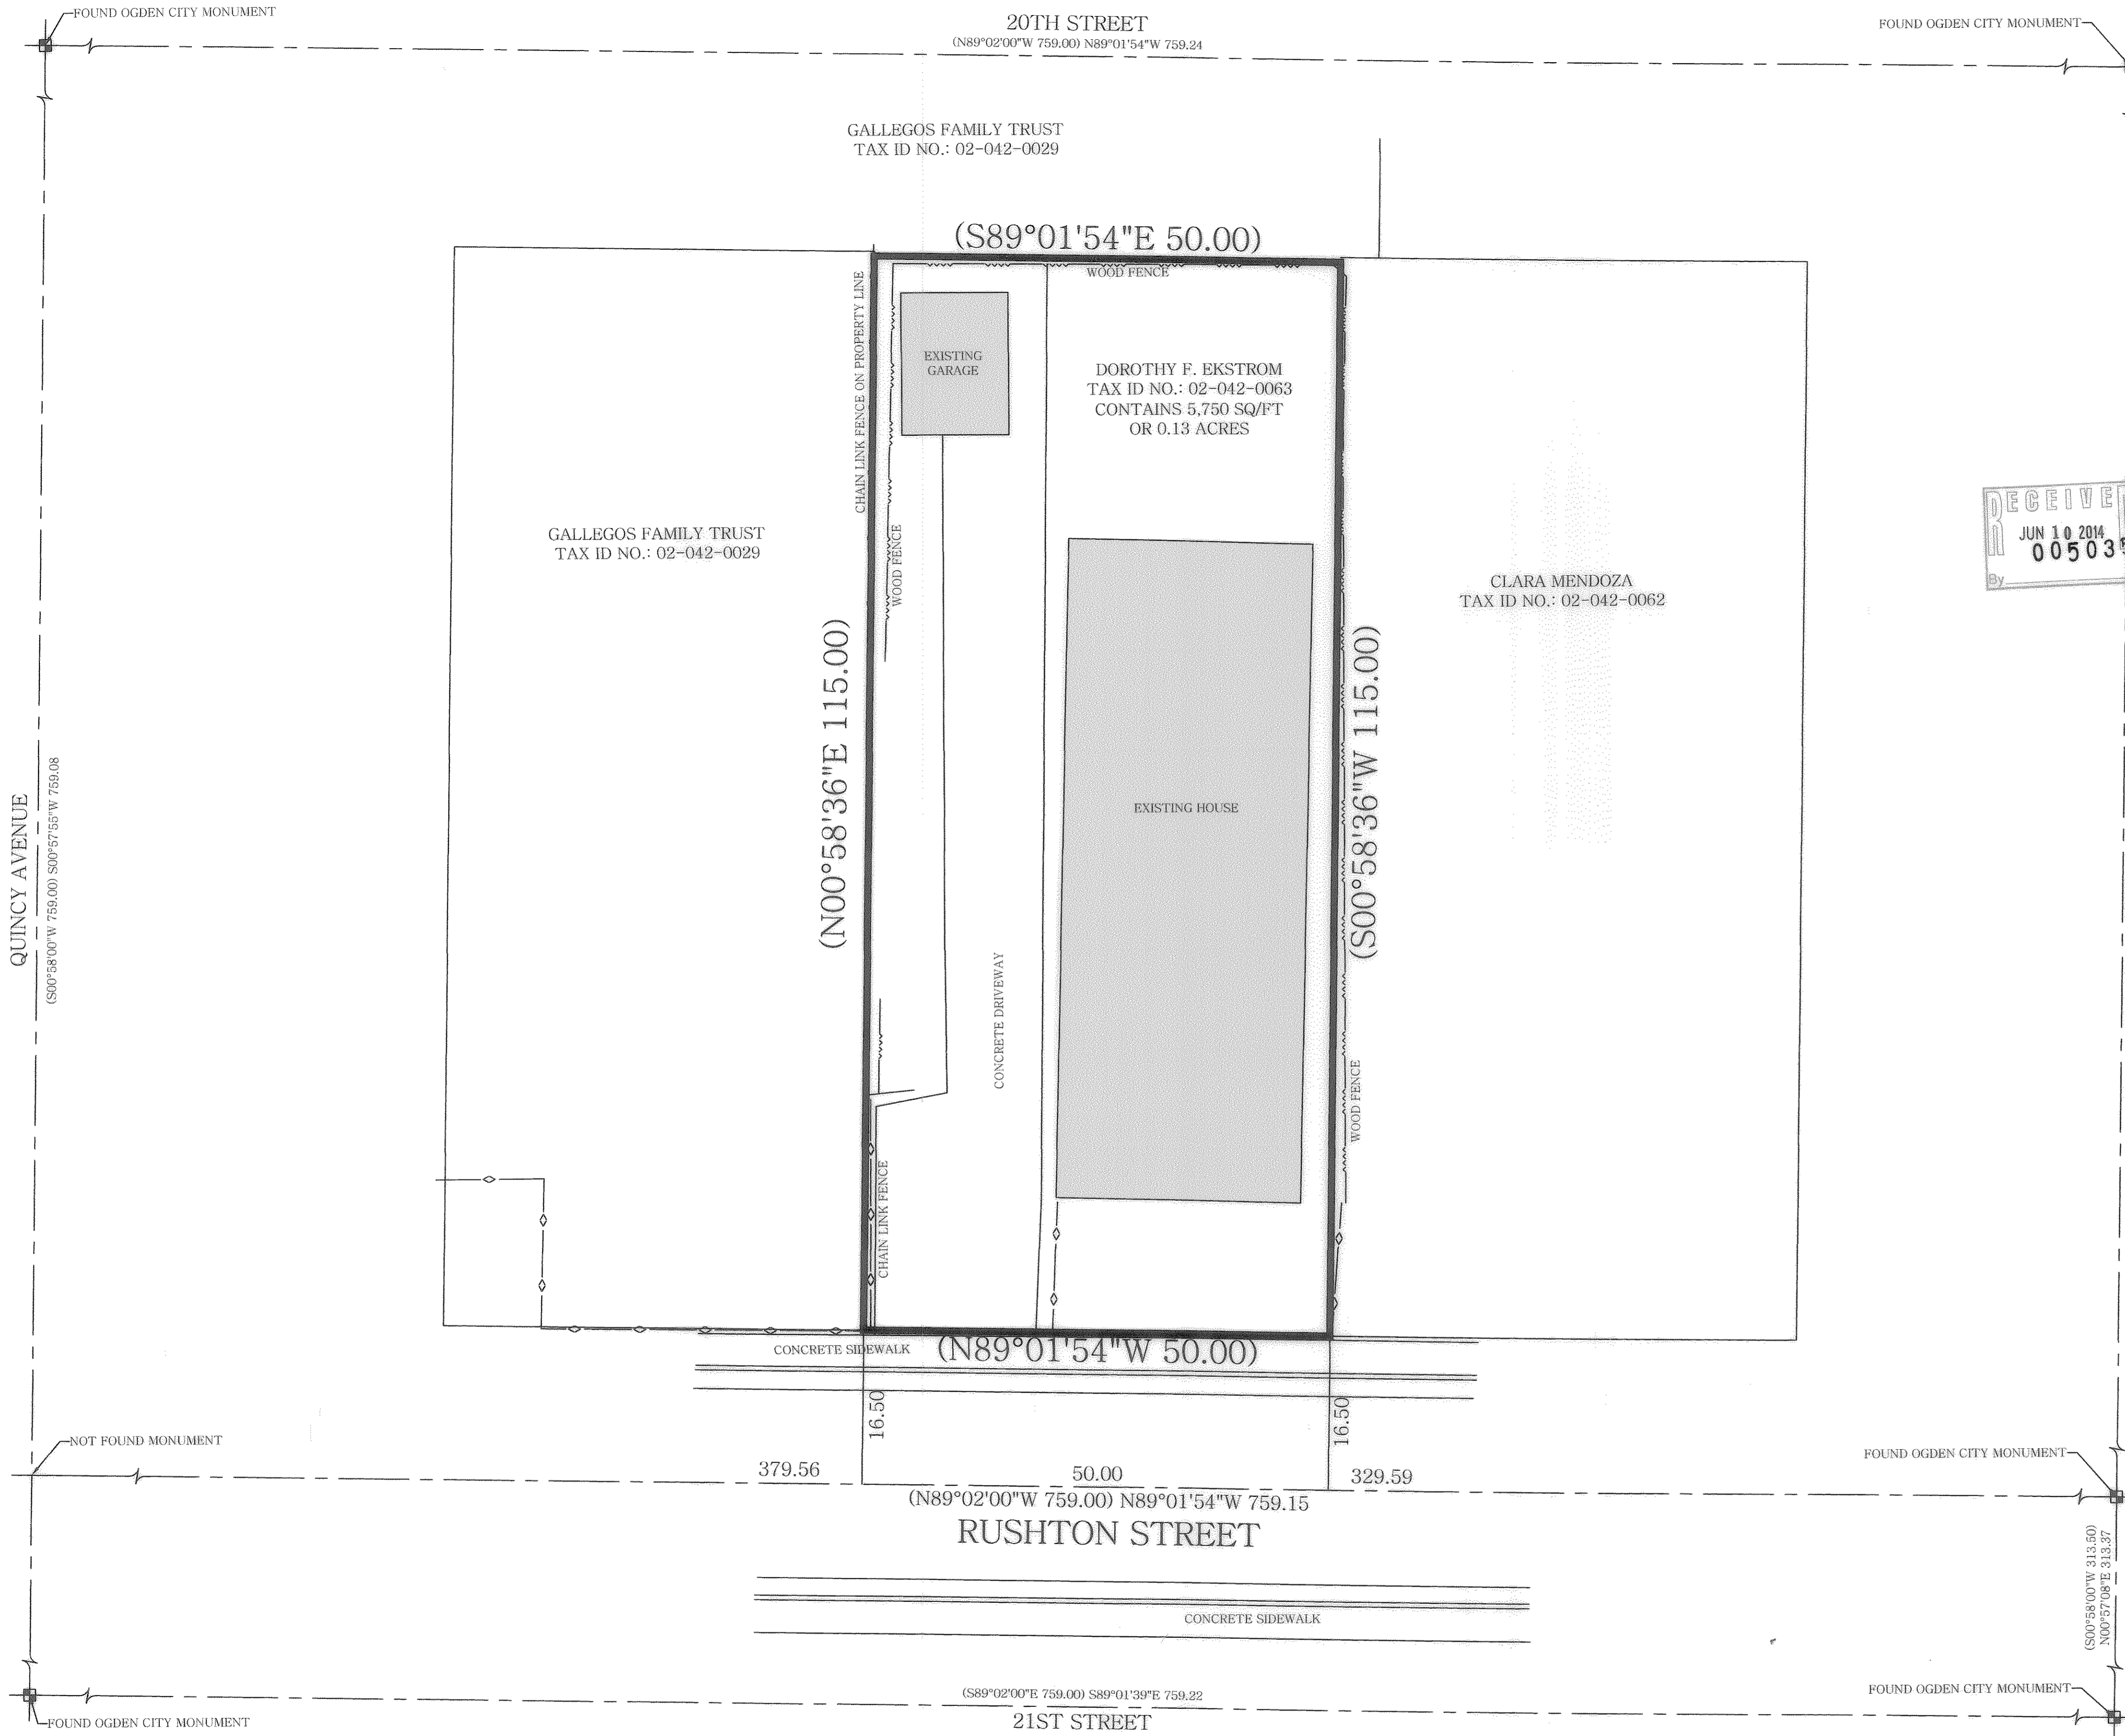 FOUND OGDEN CITY MONUMENT
20TH STREET
(N89°02'00"W 759.00) N89°01'54"W 759.24
FOUND OGDEN CITY MONUMENT
GALLEGOS FAMILY TRUST
TAX ID NO.: 02-042-0029
(S89°01'54"E 50.00)
WOOD FENCE
CHAIN LINK FENCE ON PROPERTY LINE
EXISTING
GARAGE
DOROTHY F. EKSTROM
TAX ID NO.: 02-042-0063
CONTAINS 5,750 SQ/FT
OR 0.13 ACRES
GALLEGOS FAMILY TRUST
TAX ID NO.: 02-042-0029
WOOD FENCE
CLARA MENDOZA
TAX ID NO.: 02-042-0062
RECEIVE
JUN 10 2014
00503
By
(N00°58'36"E 115.00)
(S00°58'36"W 115.00)
EXISTING HOUSE
QUINCY AVENUE
(S00°58'00"W 759.00) S00°57'55"W 759.08
CONCRETE DRIVEWAY
WOOD FENCE
CHAIN LINK FENCE
CONCRETE SIDEWALK
(N89°01'54"W 50.00)
16.50
16.50
NOT FOUND MONUMENT
FOUND OGDEN CITY MONUMENT
379.56
50.00
329.59
(N89°02'00"W 759.00) N89°01'54"W 759.15
RUSHTON STREET
(S00°58'00"W 313.50)
N00°57'08"E 313.37
CONCRETE SIDEWALK
(S89°02'00"E 759.00) S89°01'39"E 759.22
21ST STREET
FOUND OGDEN CITY MONUMENT
FOUND OGDEN CITY MONUMENT